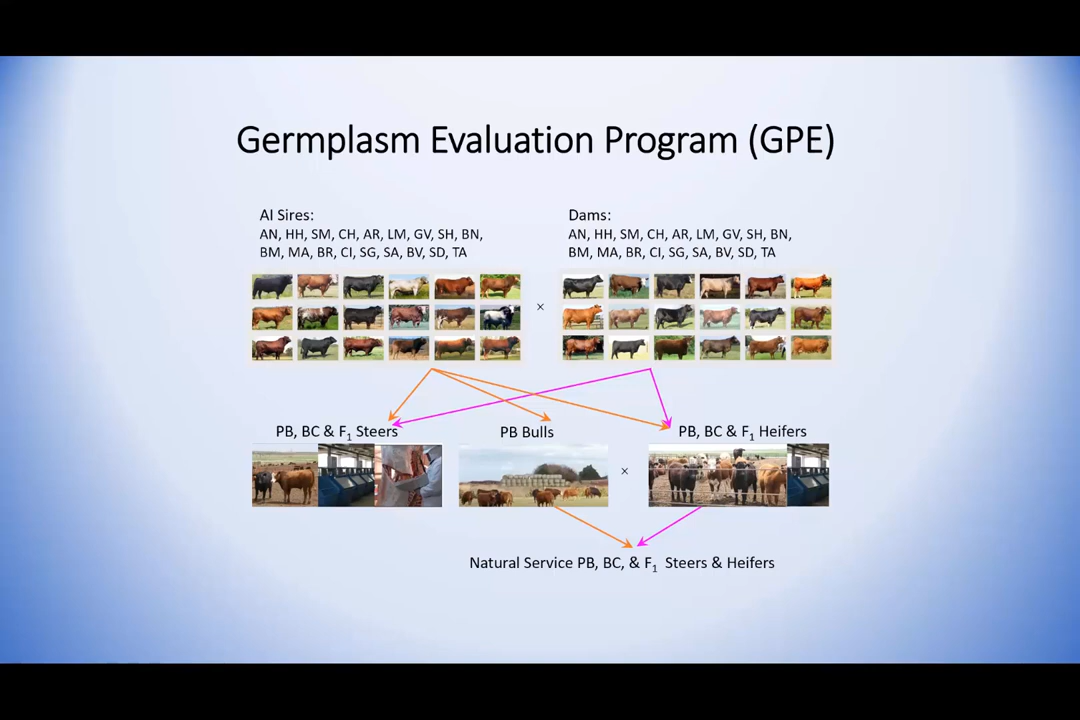 Germplasm Evaluation Program (GPE)
AI Sires:
AN, HH, SM, CH, AR, LM, GV, SH, BN,
BM, MA, BR, CI, SG, SA, BV, SD, TA
Dams:
AN, HH, SM, CH, AR, LM, GV, SH, BN,
BM, MA, BR, CI, SG, SA, BV, SD, TA
×
PB, BC & F₁ Steers
PB Bulls
PB, BC & F₁ Heifers
×
Natural Service PB, BC, & F₁ Steers & Heifers